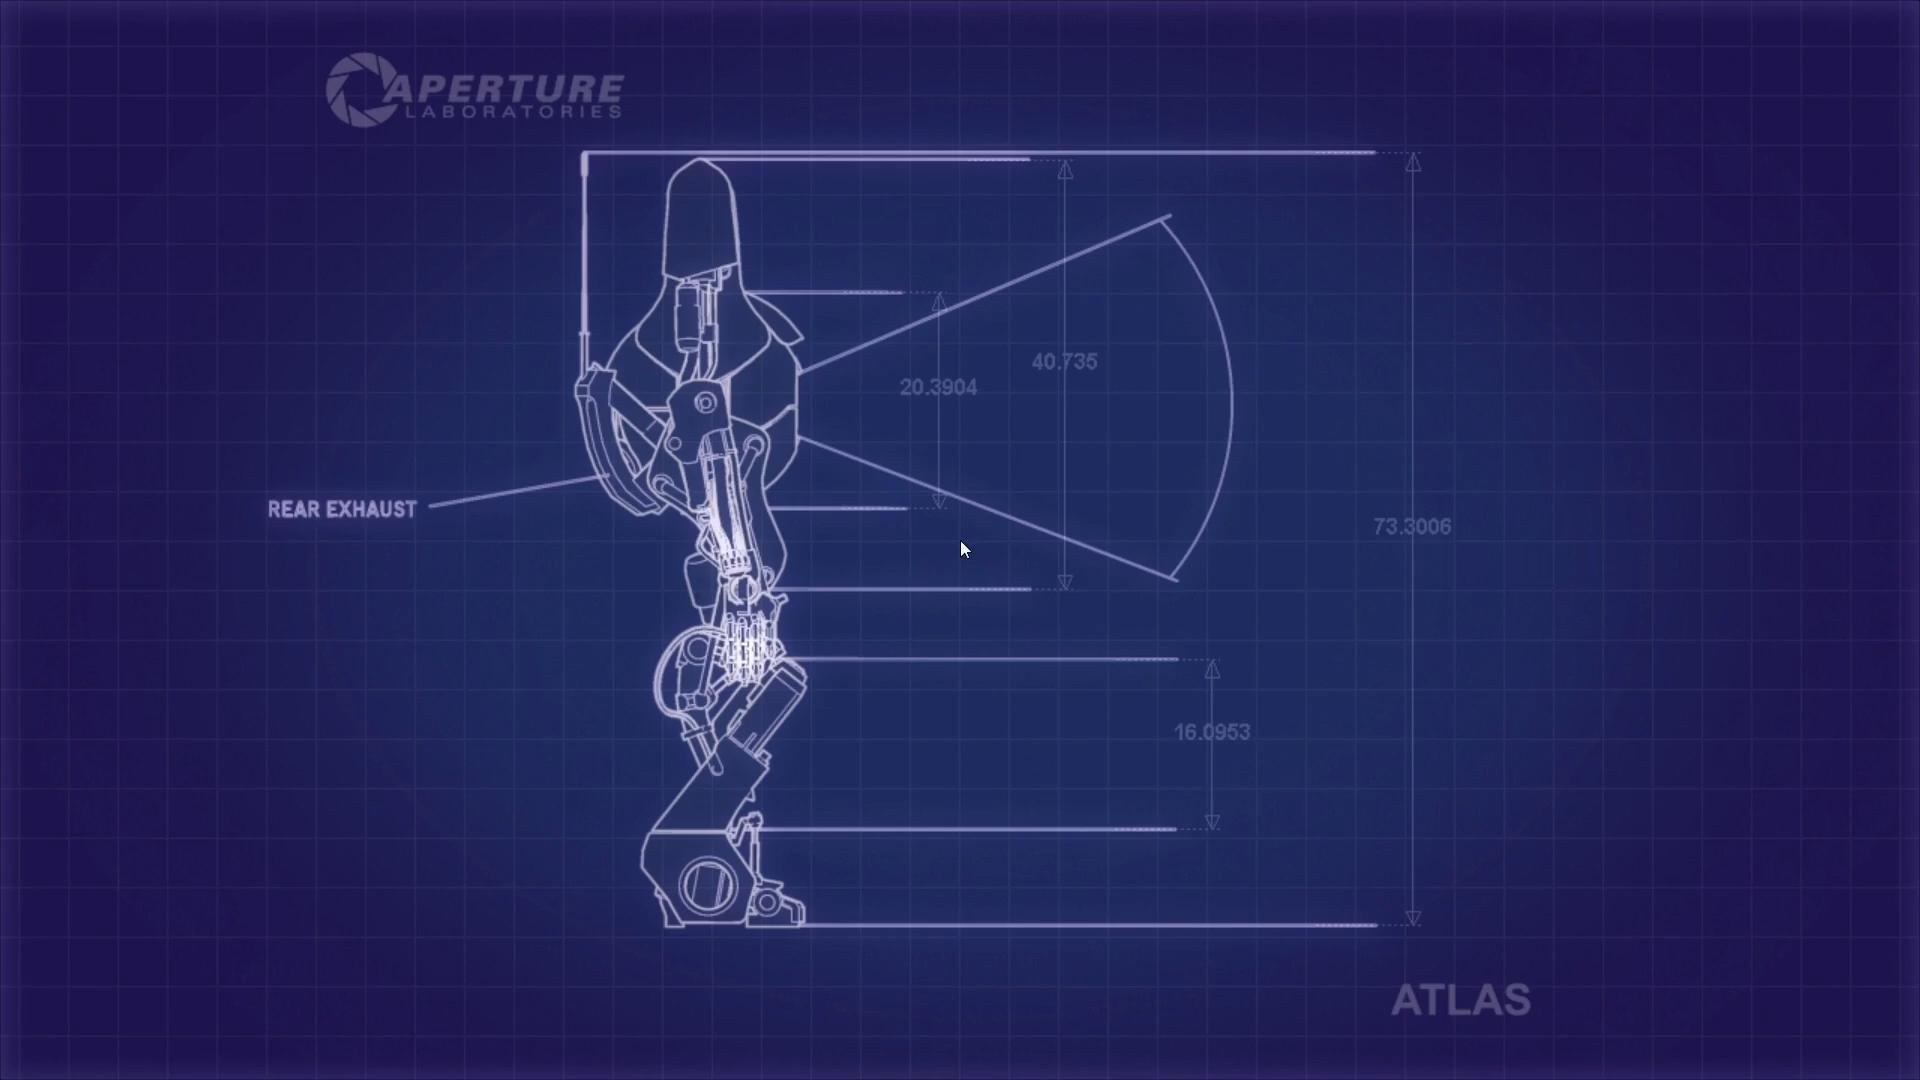 APERTURE
LABORATORIES
40.735
20.3904
REAR EXHAUST
73.3006
16.0953
ATLAS